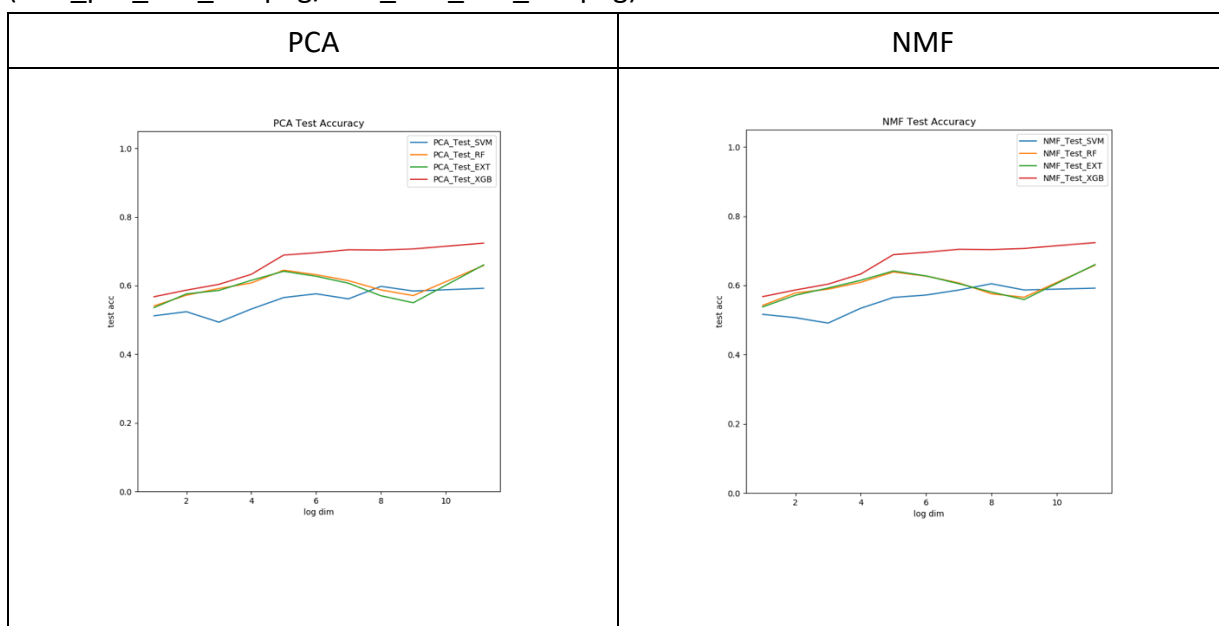 PCA
NMF
PCA Test Accuracy
PCA_Test_SVM
PCA_Test_RF
PCA_Test_EXT
PCA_Test_XGB
1.0
0.8
0.6
0.4
0.2
0.0
test acc
2 4 6 8 10
log dim
NMF Test Accuracy
NMF_Test_SVM
NMF_Test_RF
NMF_Test_EXT
NMF_Test_XGB
1.0
0.8
0.6
0.4
0.2
0.0
test acc
2 4 6 8 10
log dim